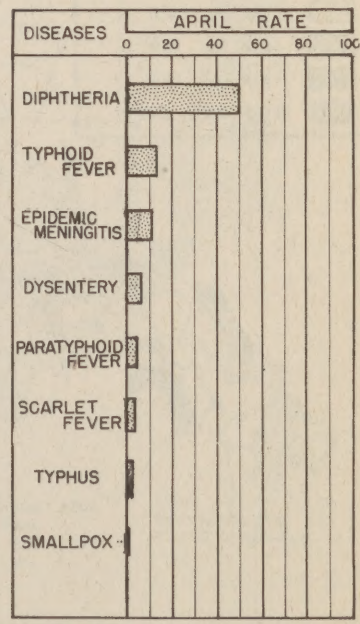 DISEASES
APRIL RATE
0 20 40 60 80 100
DIPHTHERIA
TYPHOID
FEVER
EPIDEMIC
MENINGITIS
DYSENTERY
PARATYPHOID
FEVER
SCARLET
FEVER
TYPHUS
SMALLPOX